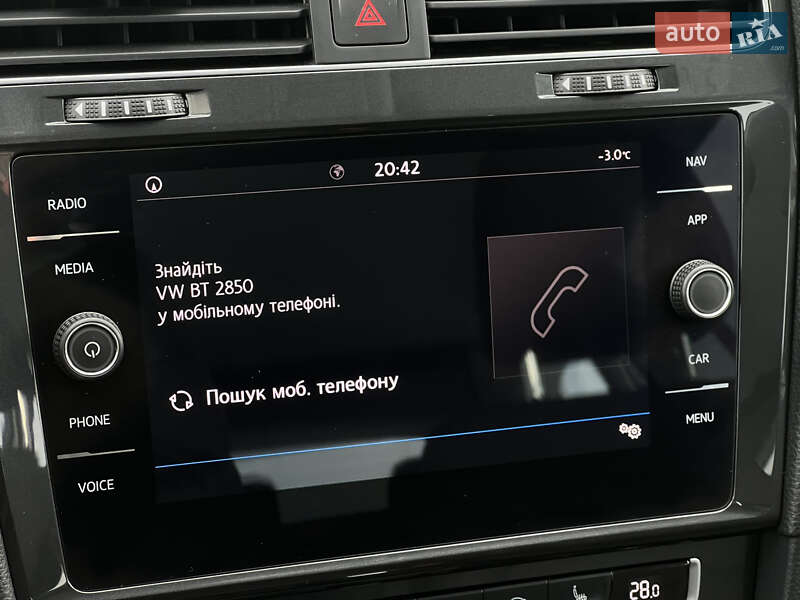 auto RIA
.com
RADIO
MEDIA
PHONE
VOICE
20:42
-3.0°C
Знайдіть
VW BT 2850
у мобільному телефоні.
Пошук моб. телефону
NAV
APP
CAR
MENU
28.0